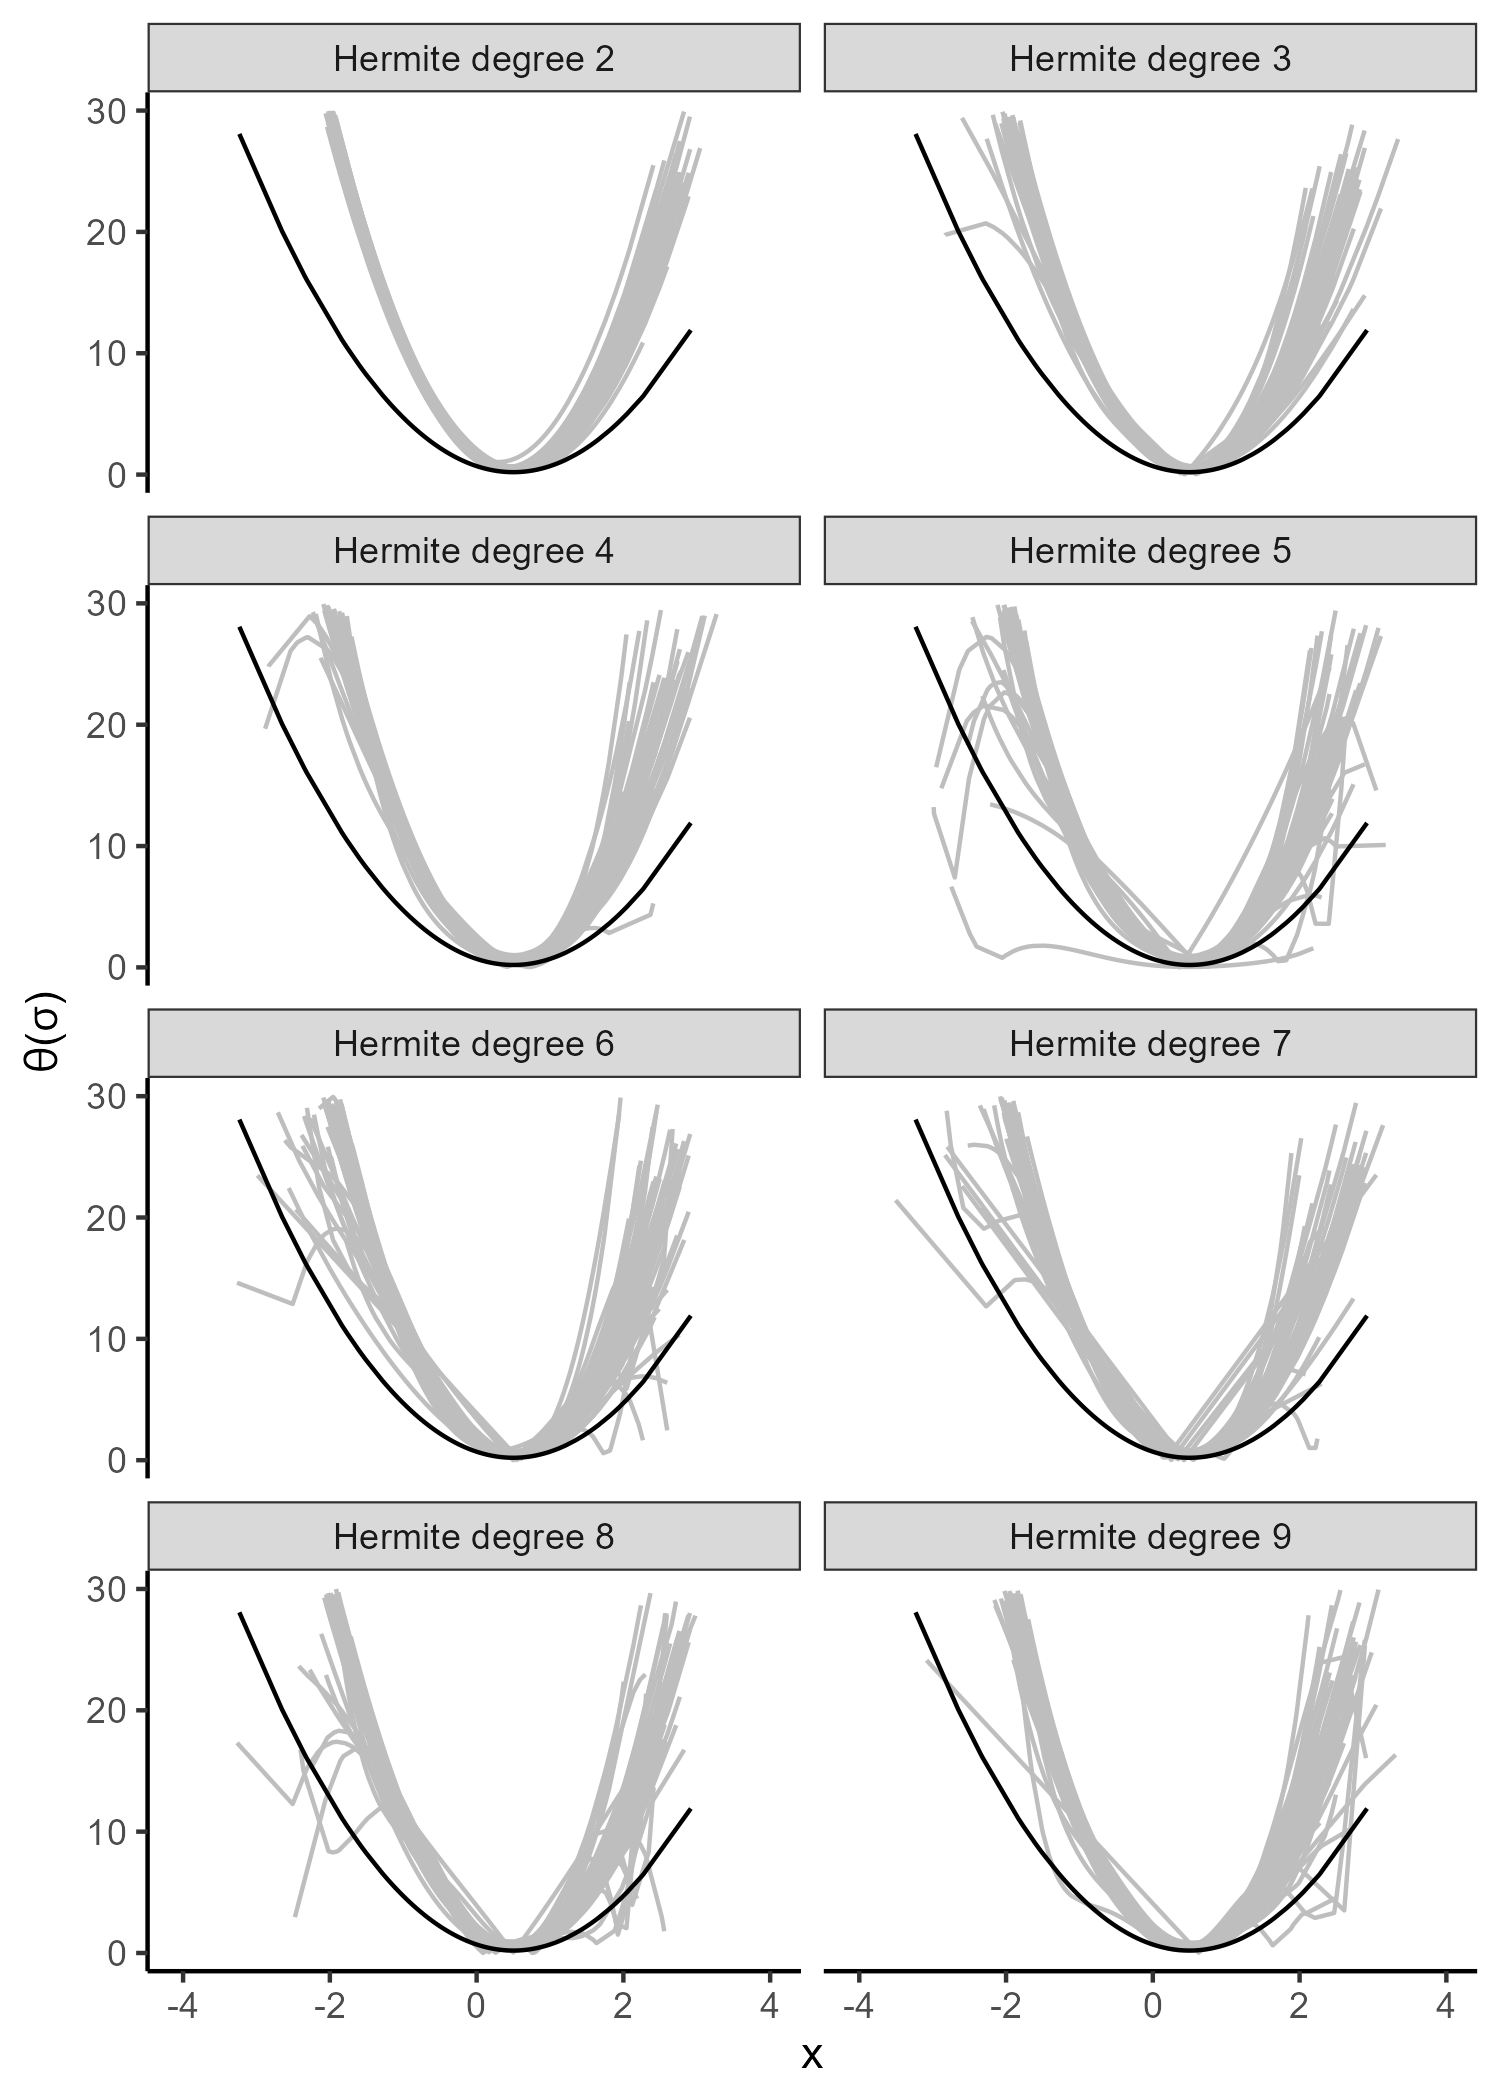 Hermite degree 2
Hermite degree 3
30
20
10
0
Hermite degree 4
Hermite degree 5
30
20
10
0
θ(σ)
Hermite degree 6
Hermite degree 7
30
20
10
0
Hermite degree 8
Hermite degree 9
30
20
10
0
-4 -2 0 2 4
-4 -2 0 2 4
x